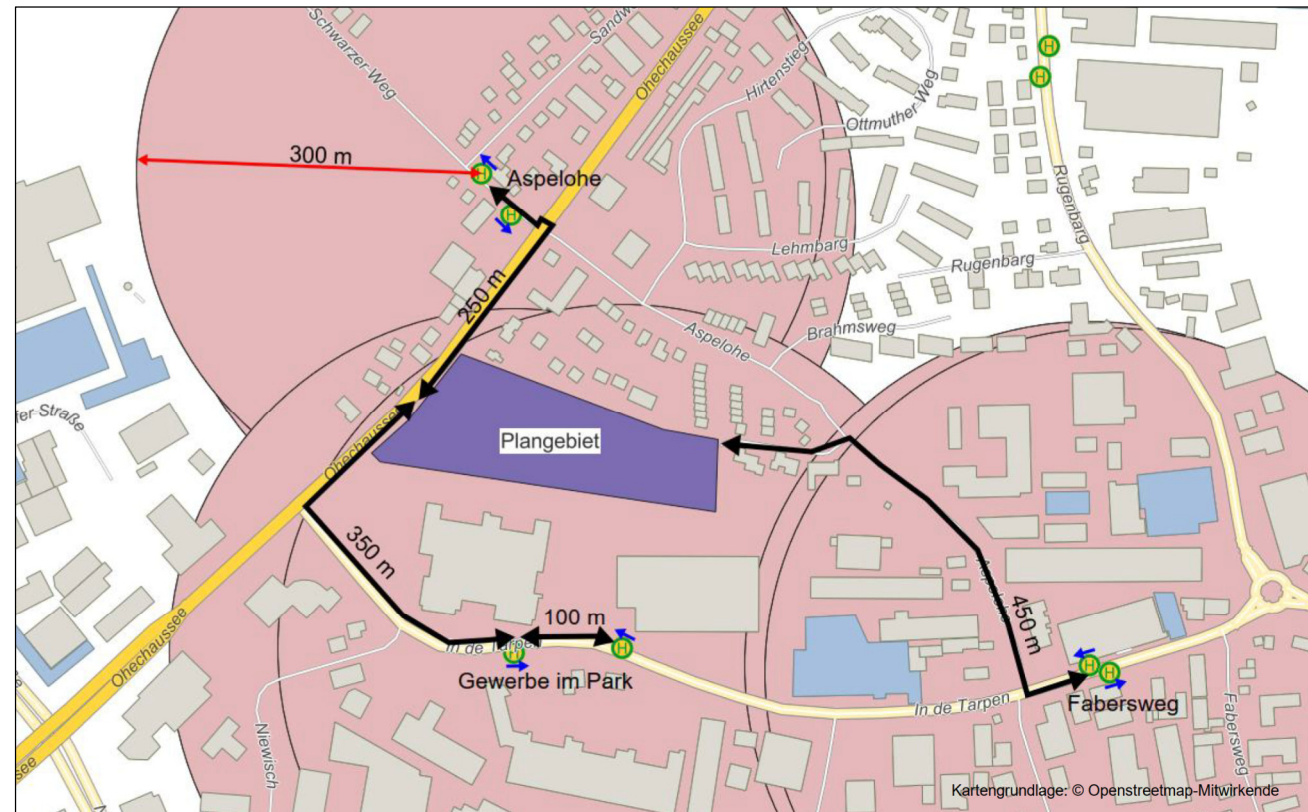 Schwarzer Weg
Sandw
Ohechaussee
Hirtenstieg
Ottmuther Weg
H
H
Rugenbarg
300 m
H
Aspelohe
H
Lehmbarg
Rugenbarg
250 m
Aspelohe
Brahmsweg
fer Straße
Ohechaussee
Plangebiet
350 m
Aspelohe
450 m
100 m
In de Tarpen
H
H
Gewerbe im Park
H
H
Fabersweg
In de Tarpen
Ohechaussee
Niewisch
Fabersweg
see
N
Kartengrundlage: © Openstreetmap-Mitwirkende